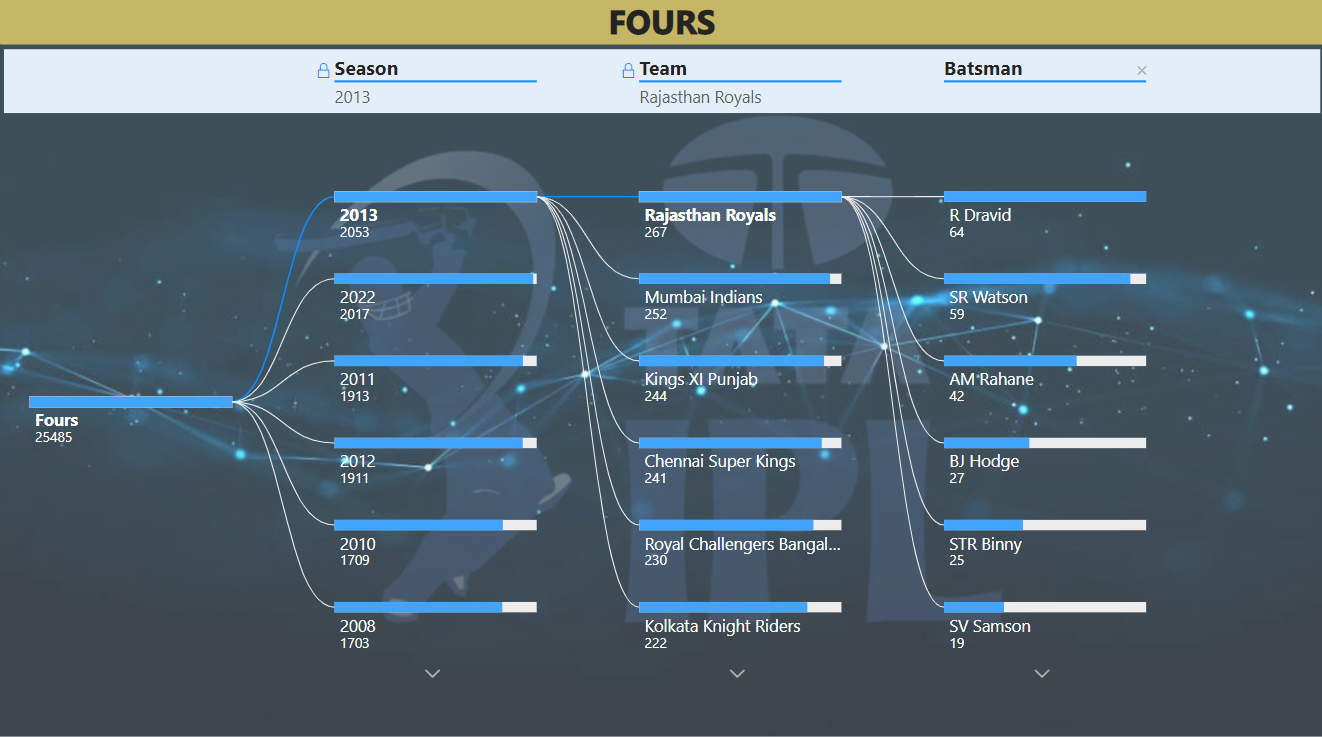 FOURS
Season
2013
Team
Rajasthan Royals
Batsman
Fours
25485
2013
2053
2022
2017
2011
1913
2012
1911
2010
1709
2008
1703
Rajasthan Royals
267
Mumbai Indians
252
Kings XI Punjab
244
Chennai Super Kings
241
Royal Challengers Bangal...
230
Kolkata Knight Riders
222
R Dravid
64
SR Watson
59
AM Rahane
42
BJ Hodge
27
STR Binny
25
SV Samson
19
TATA
IPL